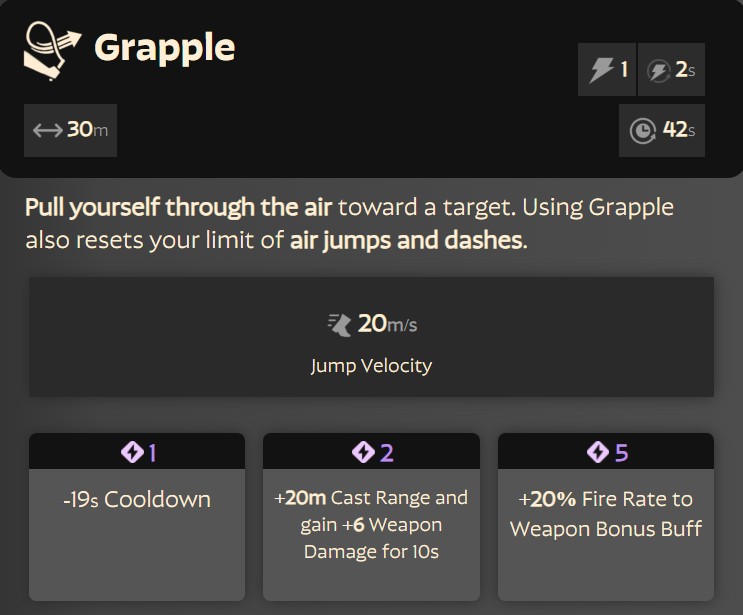 Grapple
1
2s
30m
42s
Pull yourself through the air toward a target. Using Grapple
also resets your limit of air jumps and dashes.
20m/s
Jump Velocity
1
-19s Cooldown
2
+20m Cast Range and
gain +6 Weapon
Damage for 10s
5
+20% Fire Rate to
Weapon Bonus Buff